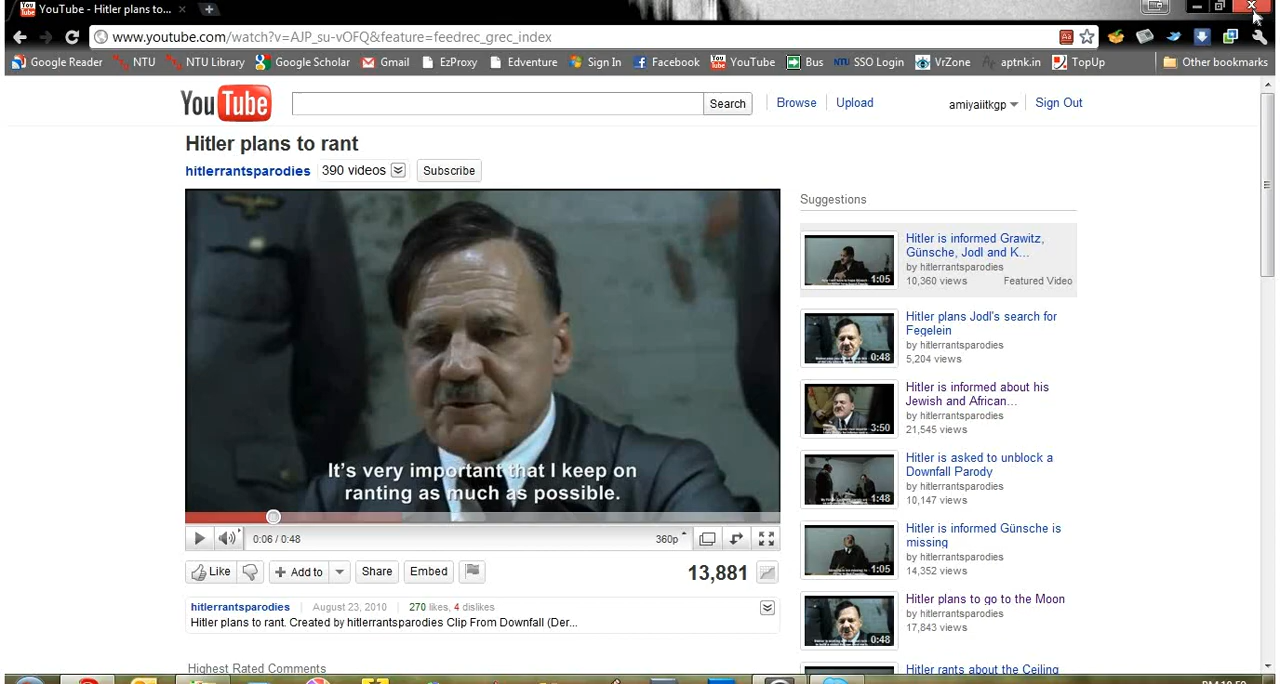 YouTube - Hitler plans to...
www.youtube.com/watch?v=AJP_su-vOFQ&feature=feedrec_grec_index
Google Reader NTU NTU Library Google Scholar Gmail EzProxy Edventure Sign In Facebook YouTube Bus NTU SSO Login VrZone aptnk.in TopUp Other bookmarks
YouTube Search Browse Upload amiyaiitkgp Sign Out
Hitler plans to rant
hitlerrantsparodies 390 videos Subscribe
It's very important that I keep on
ranting as much as possible.
0:06 / 0:48 360p
Like Add to Share Embed 13,881
hitlerrantsparodies August 23, 2010 270 likes, 4 dislikes
Hitler plans to rant. Created by hitlerrantsparodies Clip From Downfall (Der...
Highest Rated Comments
Suggestions
1:05
Hitler is informed Grawitz,
Günsche, Jodl and K...
by hitlerrantsparodies
10,360 views Featured Video
0:48
Hitler plans Jodl's search for
Fegelein
by hitlerrantsparodies
5,204 views
3:50
Hitler is informed about his
Jewish and African...
by hitlerrantsparodies
21,545 views
1:48
Hitler is asked to unblock a
Downfall Parody
by hitlerrantsparodies
10,147 views
1:05
Hitler is informed Günsche is
missing
by hitlerrantsparodies
14,352 views
0:48
Hitler plans to go to the Moon
by hitlerrantsparodies
17,843 views
Hitler rants about the Ceiling